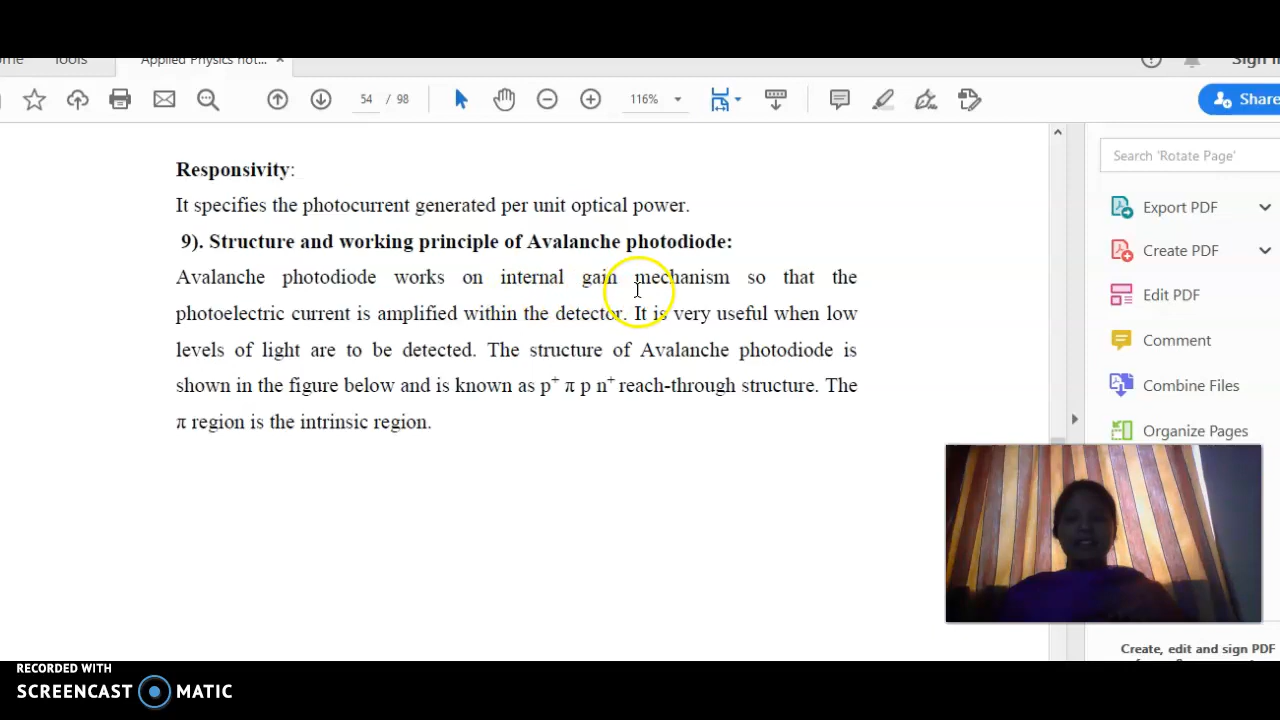 Tools
Applied Physics not... ×
54 / 98
116%
Share
Responsivity:
It specifies the photocurrent generated per unit optical power.
9). Structure and working principle of Avalanche photodiode:
Avalanche photodiode works on internal gain mechanism so that the
photoelectric current is amplified within the detector. It is very useful when low
levels of light are to be detected. The structure of Avalanche photodiode is
shown in the figure below and is known as p⁺ π p n⁺ reach-through structure. The
π region is the intrinsic region.
Search 'Rotate Page'
Export PDF
Create PDF
Edit PDF
Comment
Combine Files
Organize Pages
Create, edit and sign PDF
RECORDED WITH
SCREENCAST MATIC